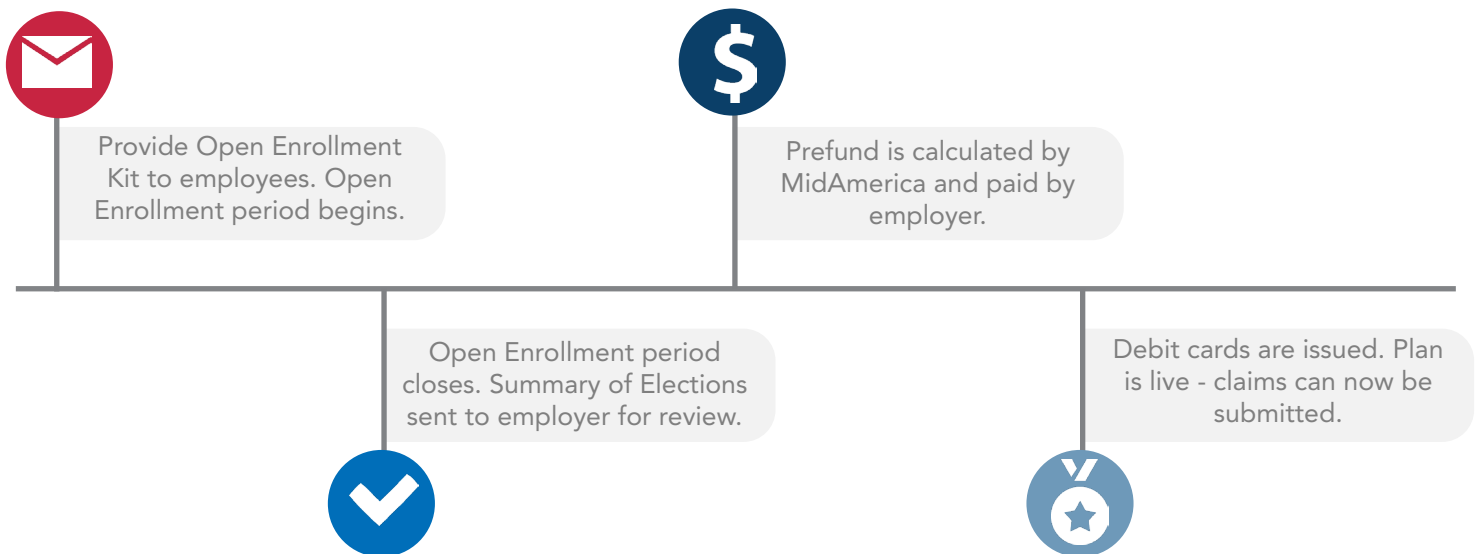 Provide Open Enrollment
Kit to employees. Open
Enrollment period begins.
Open Enrollment period
closes. Summary of Elections
sent to employer for review.
$
Prefund is calculated by
MidAmerica and paid by
employer.
Debit cards are issued. Plan
is live - claims can now be
submitted.